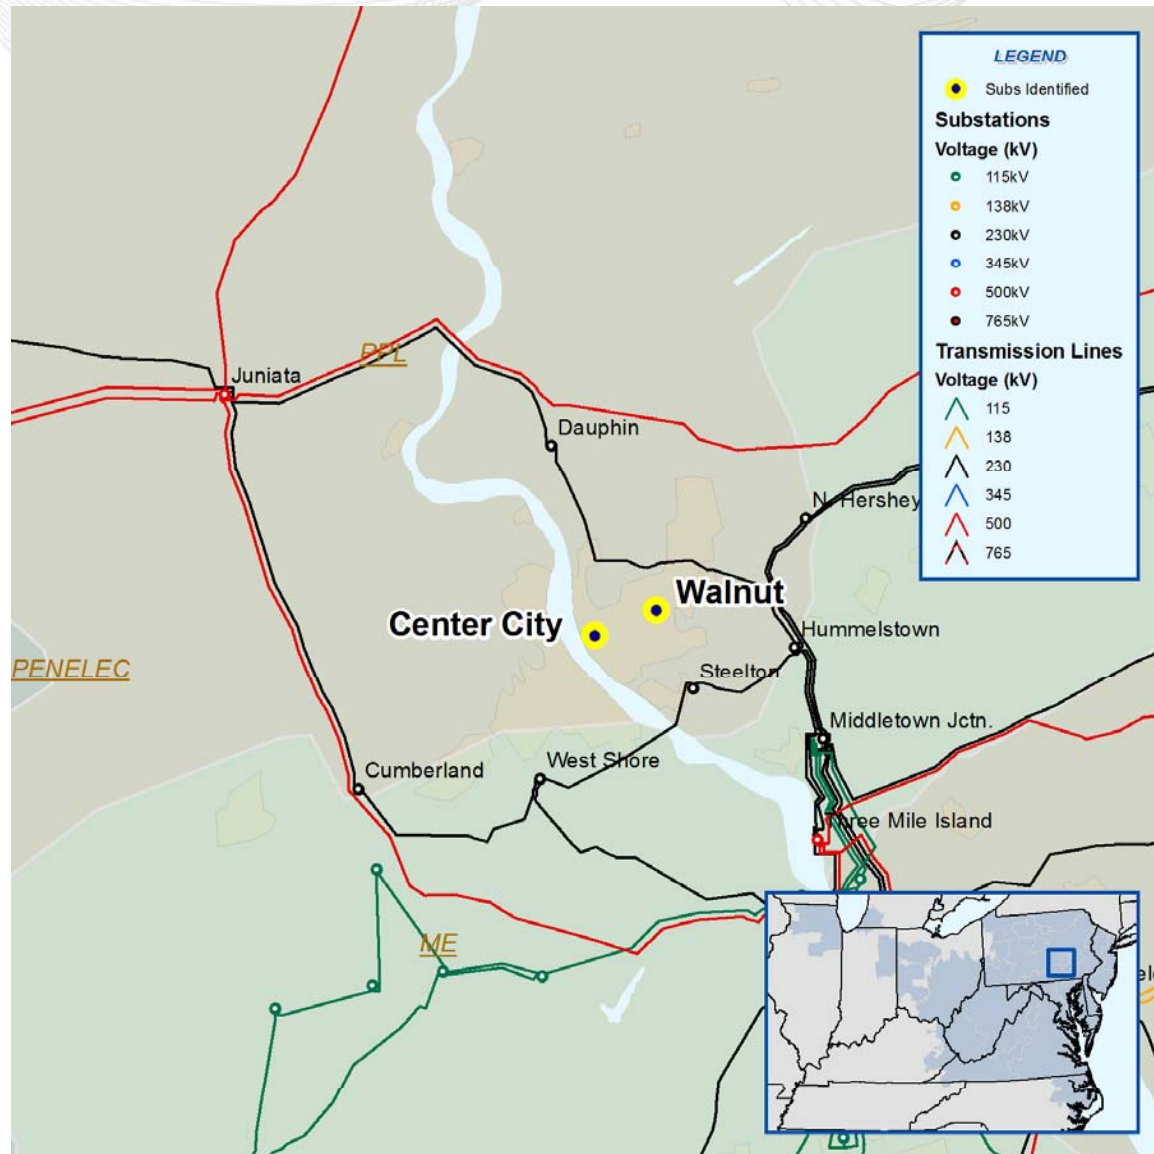 LEGEND
Subs Identified
Substations
Voltage (kV)
115kV
138kV
230kV
345kV
500kV
765kV
Transmission Lines
Voltage (kV)
115
138
230
345
500
765
PPL
Juniata
Dauphin
N. Hershey
Walnut
Center City
Hummelstown
PENELEC
Steelton
Middletown Jctn.
West Shore
Cumberland
Three Mile Island
ME